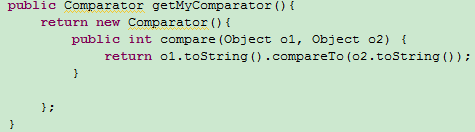 public Comparator getMyComparator(){
    return new Comparator(){
        public int compare(Object o1, Object o2) {
            return o1.toString().compareTo(o2.toString());
        }

    };
}